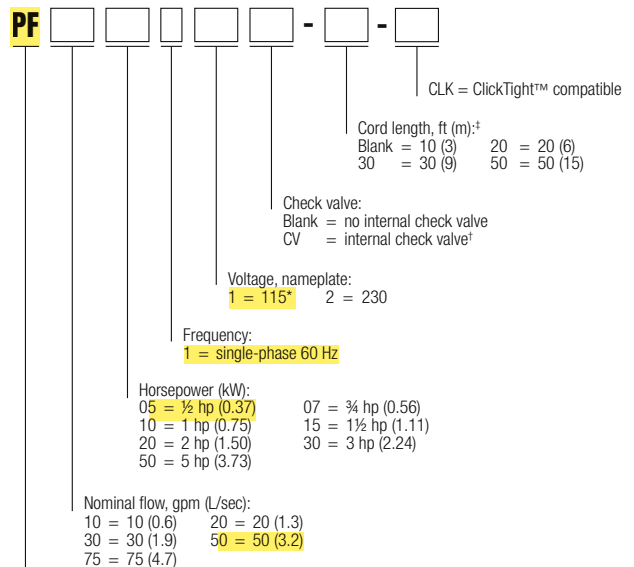 PF - -
CLK = ClickTight™ compatible
Cord length, ft (m):‡
Blank = 10 (3) 20 = 20 (6)
30 = 30 (9) 50 = 50 (15)
Check valve:
Blank = no internal check valve
CV = internal check valve†
Voltage, nameplate:
1 = 115* 2 = 230
Frequency:
1 = single-phase 60 Hz
Horsepower (kW):
05 = ½ hp (0.37) 07 = ¾ hp (0.56)
10 = 1 hp (0.75) 15 = 1½ hp (1.11)
20 = 2 hp (1.50) 30 = 3 hp (2.24)
50 = 5 hp (3.73)
Nominal flow, gpm (L/sec):
10 = 10 (0.6) 20 = 20 (1.3)
30 = 30 (1.9) 50 = 50 (3.2)
75 = 75 (4.7)